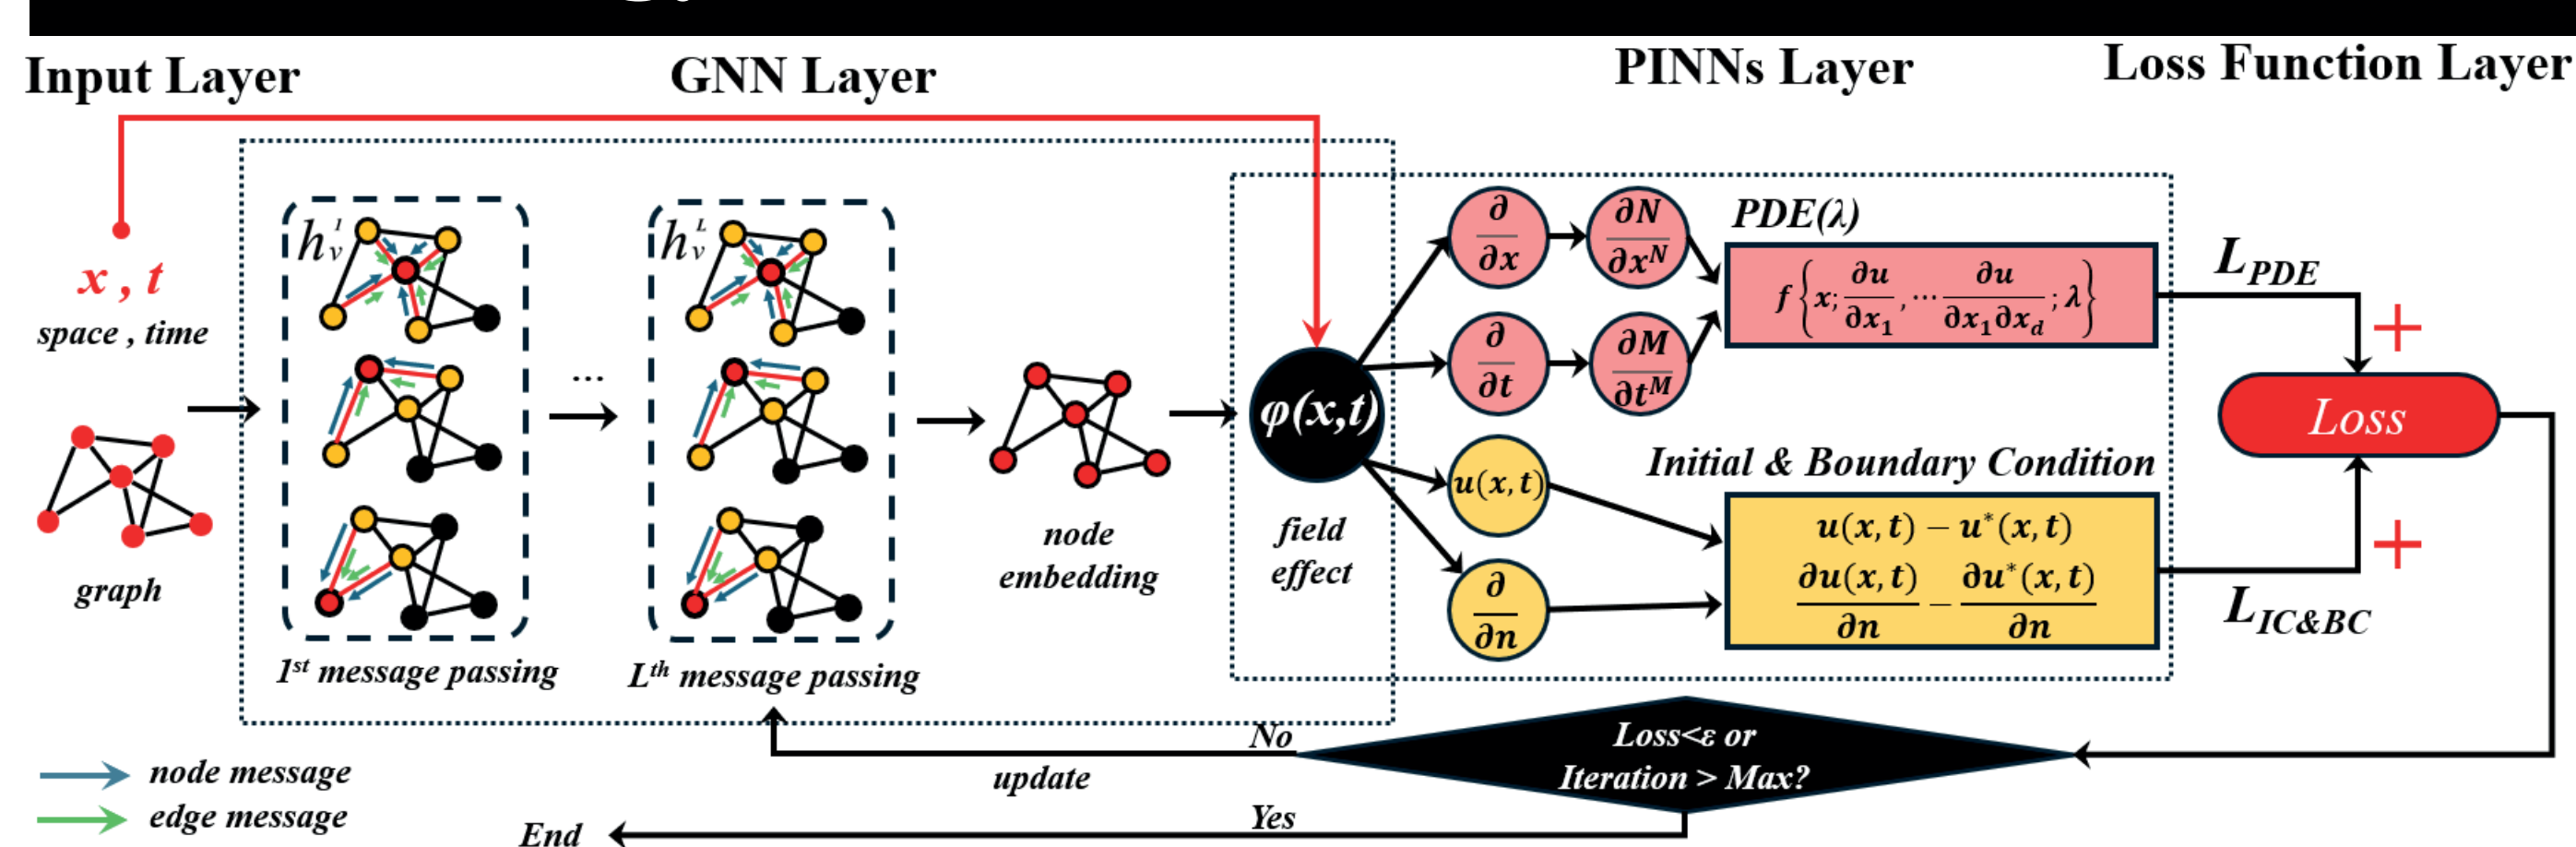 Input Layer
GNN Layer
PINNs Layer
Loss Function Layer
x , t
space , time
graph
h_v^1
1st message passing
...
h_v^L
Lth message passing
node
embedding
φ(x,t)
field
effect
∂/∂x
∂N/∂x^N
∂/∂t
∂M/∂t^M
u(x,t)
∂/∂n
PDE(λ)
f{x; ∂u/∂x_1, ⋯ ∂u/∂x_1∂x_d ; λ}
Initial & Boundary Condition
u(x,t) − u*(x,t)
∂u(x,t)/∂n − ∂u*(x,t)/∂n
L_PDE
+
Loss
+
L_IC&BC
Loss<ε or
Iteration > Max?
No
update
Yes
End
node message
edge message